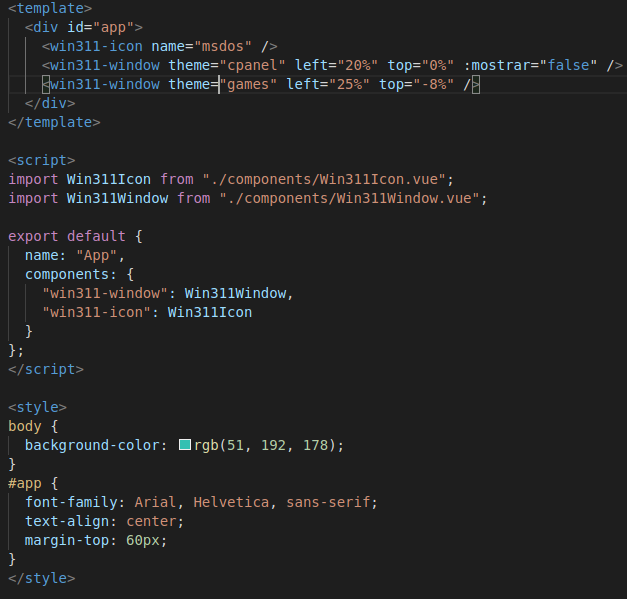 <template>
  <div id="app">
    <win311-icon name="msdos" />
    <win311-window theme="cpanel" left="20%" top="0%" :mostrar="false" />
    <win311-window theme="games" left="25%" top="-8%" />
  </div>
</template>

<script>
import Win311Icon from "./components/Win311Icon.vue";
import Win311Window from "./components/Win311Window.vue";

export default {
  name: "App",
  components: {
    "win311-window": Win311Window,
    "win311-icon": Win311Icon
  }
};
</script>

<style>
body {
  background-color: rgb(51, 192, 178);
}
#app {
  font-family: Arial, Helvetica, sans-serif;
  text-align: center;
  margin-top: 60px;
}
</style>